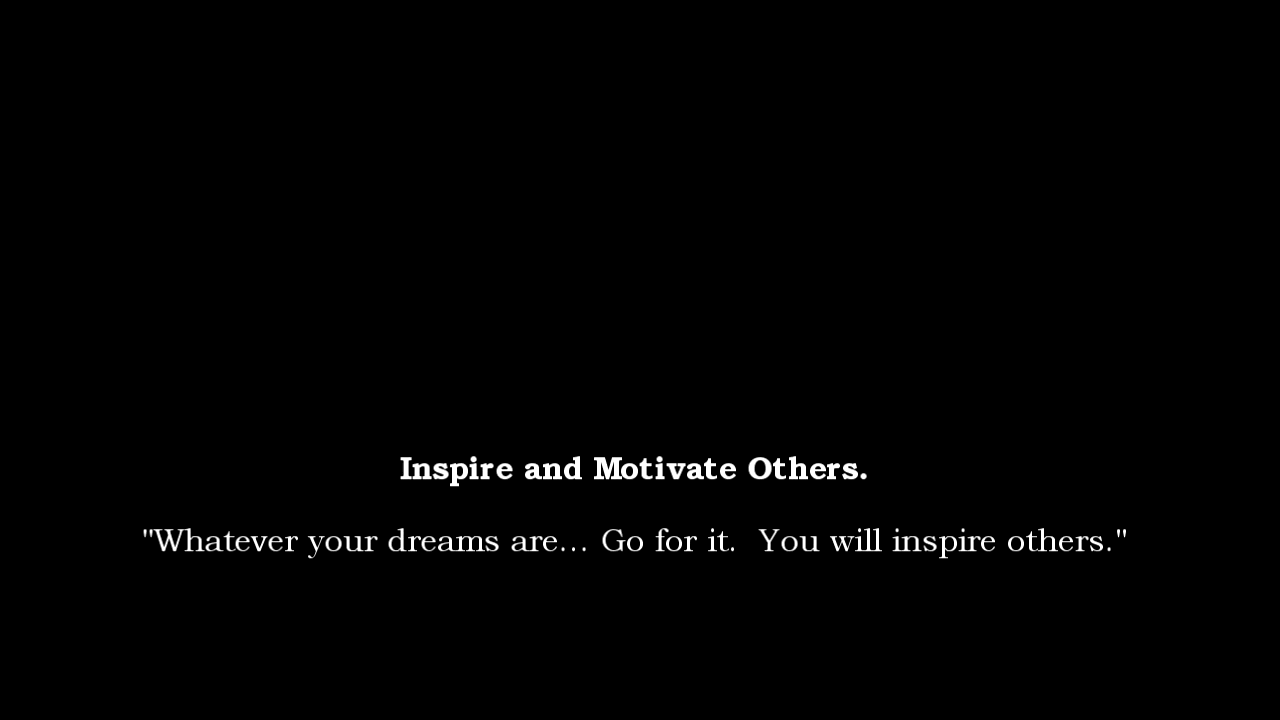 Inspire and Motivate Others.
"Whatever your dreams are... Go for it.  You will inspire others."